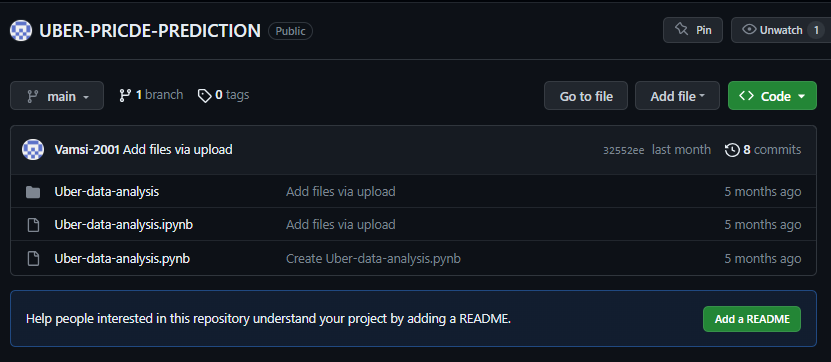 UBER-PRICDE-PREDICTION Public Pin Unwatch 1
main 1 branch 0 tags Go to file Add file Code
Vamsi-2001 Add files via upload 32552ee last month 8 commits
Uber-data-analysis Add files via upload 5 months ago
Uber-data-analysis.ipynb Add files via upload 5 months ago
Uber-data-analysis.pynb Create Uber-data-analysis.pynb 5 months ago
Help people interested in this repository understand your project by adding a README. Add a README